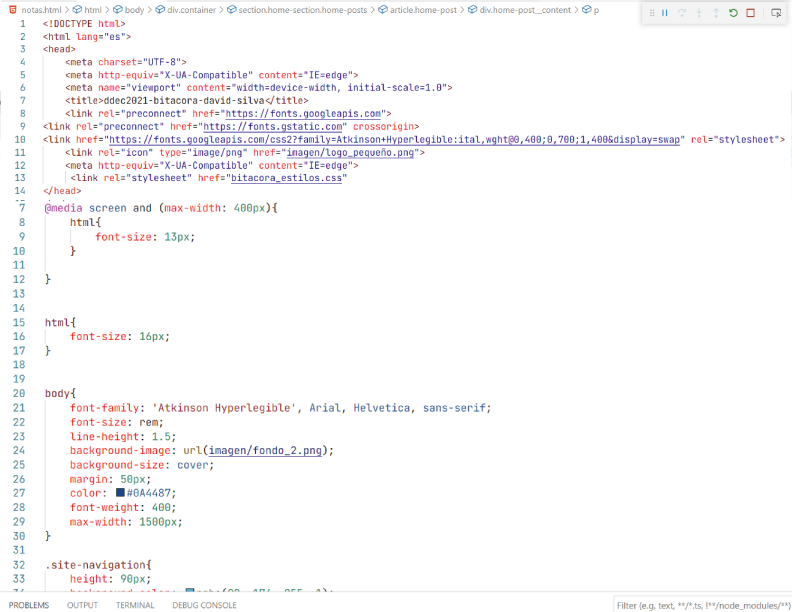 notas.html > html > body > div.container > section.home-section.home-posts > article.home-post > div.home-post__content > p
1 <!DOCTYPE html>
2 <html lang="es">
3 <head>
4 <meta charset="UTF-8">
5 <meta http-equiv="X-UA-Compatible" content="IE=edge">
6 <meta name="viewport" content="width=device-width, initial-scale=1.0">
7 <title>ddec2021-bitacora-david-silva</title>
8 <link rel="preconnect" href="https://fonts.googleapis.com">
9 <link rel="preconnect" href="https://fonts.gstatic.com" crossorigin>
10 <link href="https://fonts.googleapis.com/css2?family=Atkinson+Hyperlegible:ital,wght@0,400;0,700;1,400&display=swap" rel="stylesheet">
11 <link rel="icon" type="image/png" href="imagen/logo_pequeño.png">
12 <meta http-equiv="X-UA-Compatible" content="IE=edge">
13 <link rel="stylesheet" href="bitacora_estilos.css"
14 </head>
7 @media screen and (max-width: 400px){
8 html{
9 font-size: 13px;
10 }
11
12 }
13
14
15 html{
16 font-size: 16px;
17 }
18
19
20 body{
21 font-family: 'Atkinson Hyperlegible', Arial, Helvetica, sans-serif;
22 font-size: rem;
23 line-height: 1.5;
24 background-image: url(imagen/fondo_2.png);
25 background-size: cover;
26 margin: 50px;
27 color: #0A4487;
28 font-weight: 400;
29 max-width: 1500px;
30 }
31
32 .site-navigation{
33 height: 90px;
PROBLEMS OUTPUT TERMINAL DEBUG CONSOLE Filter (e.g. text, **/*.ts, !**/node_modules/**)